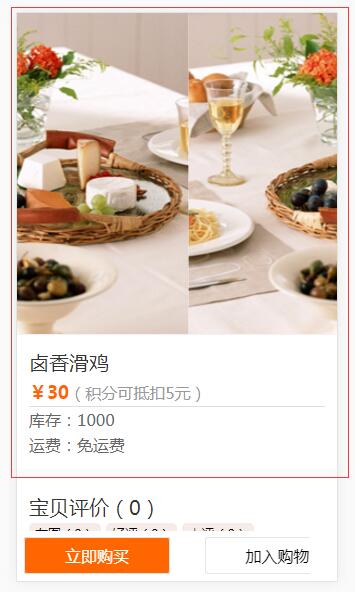 卤香滑鸡
￥30（积分可抵扣5元）
库存：1000
运费：免运费
宝贝评价（0）
立即购买 加入购物